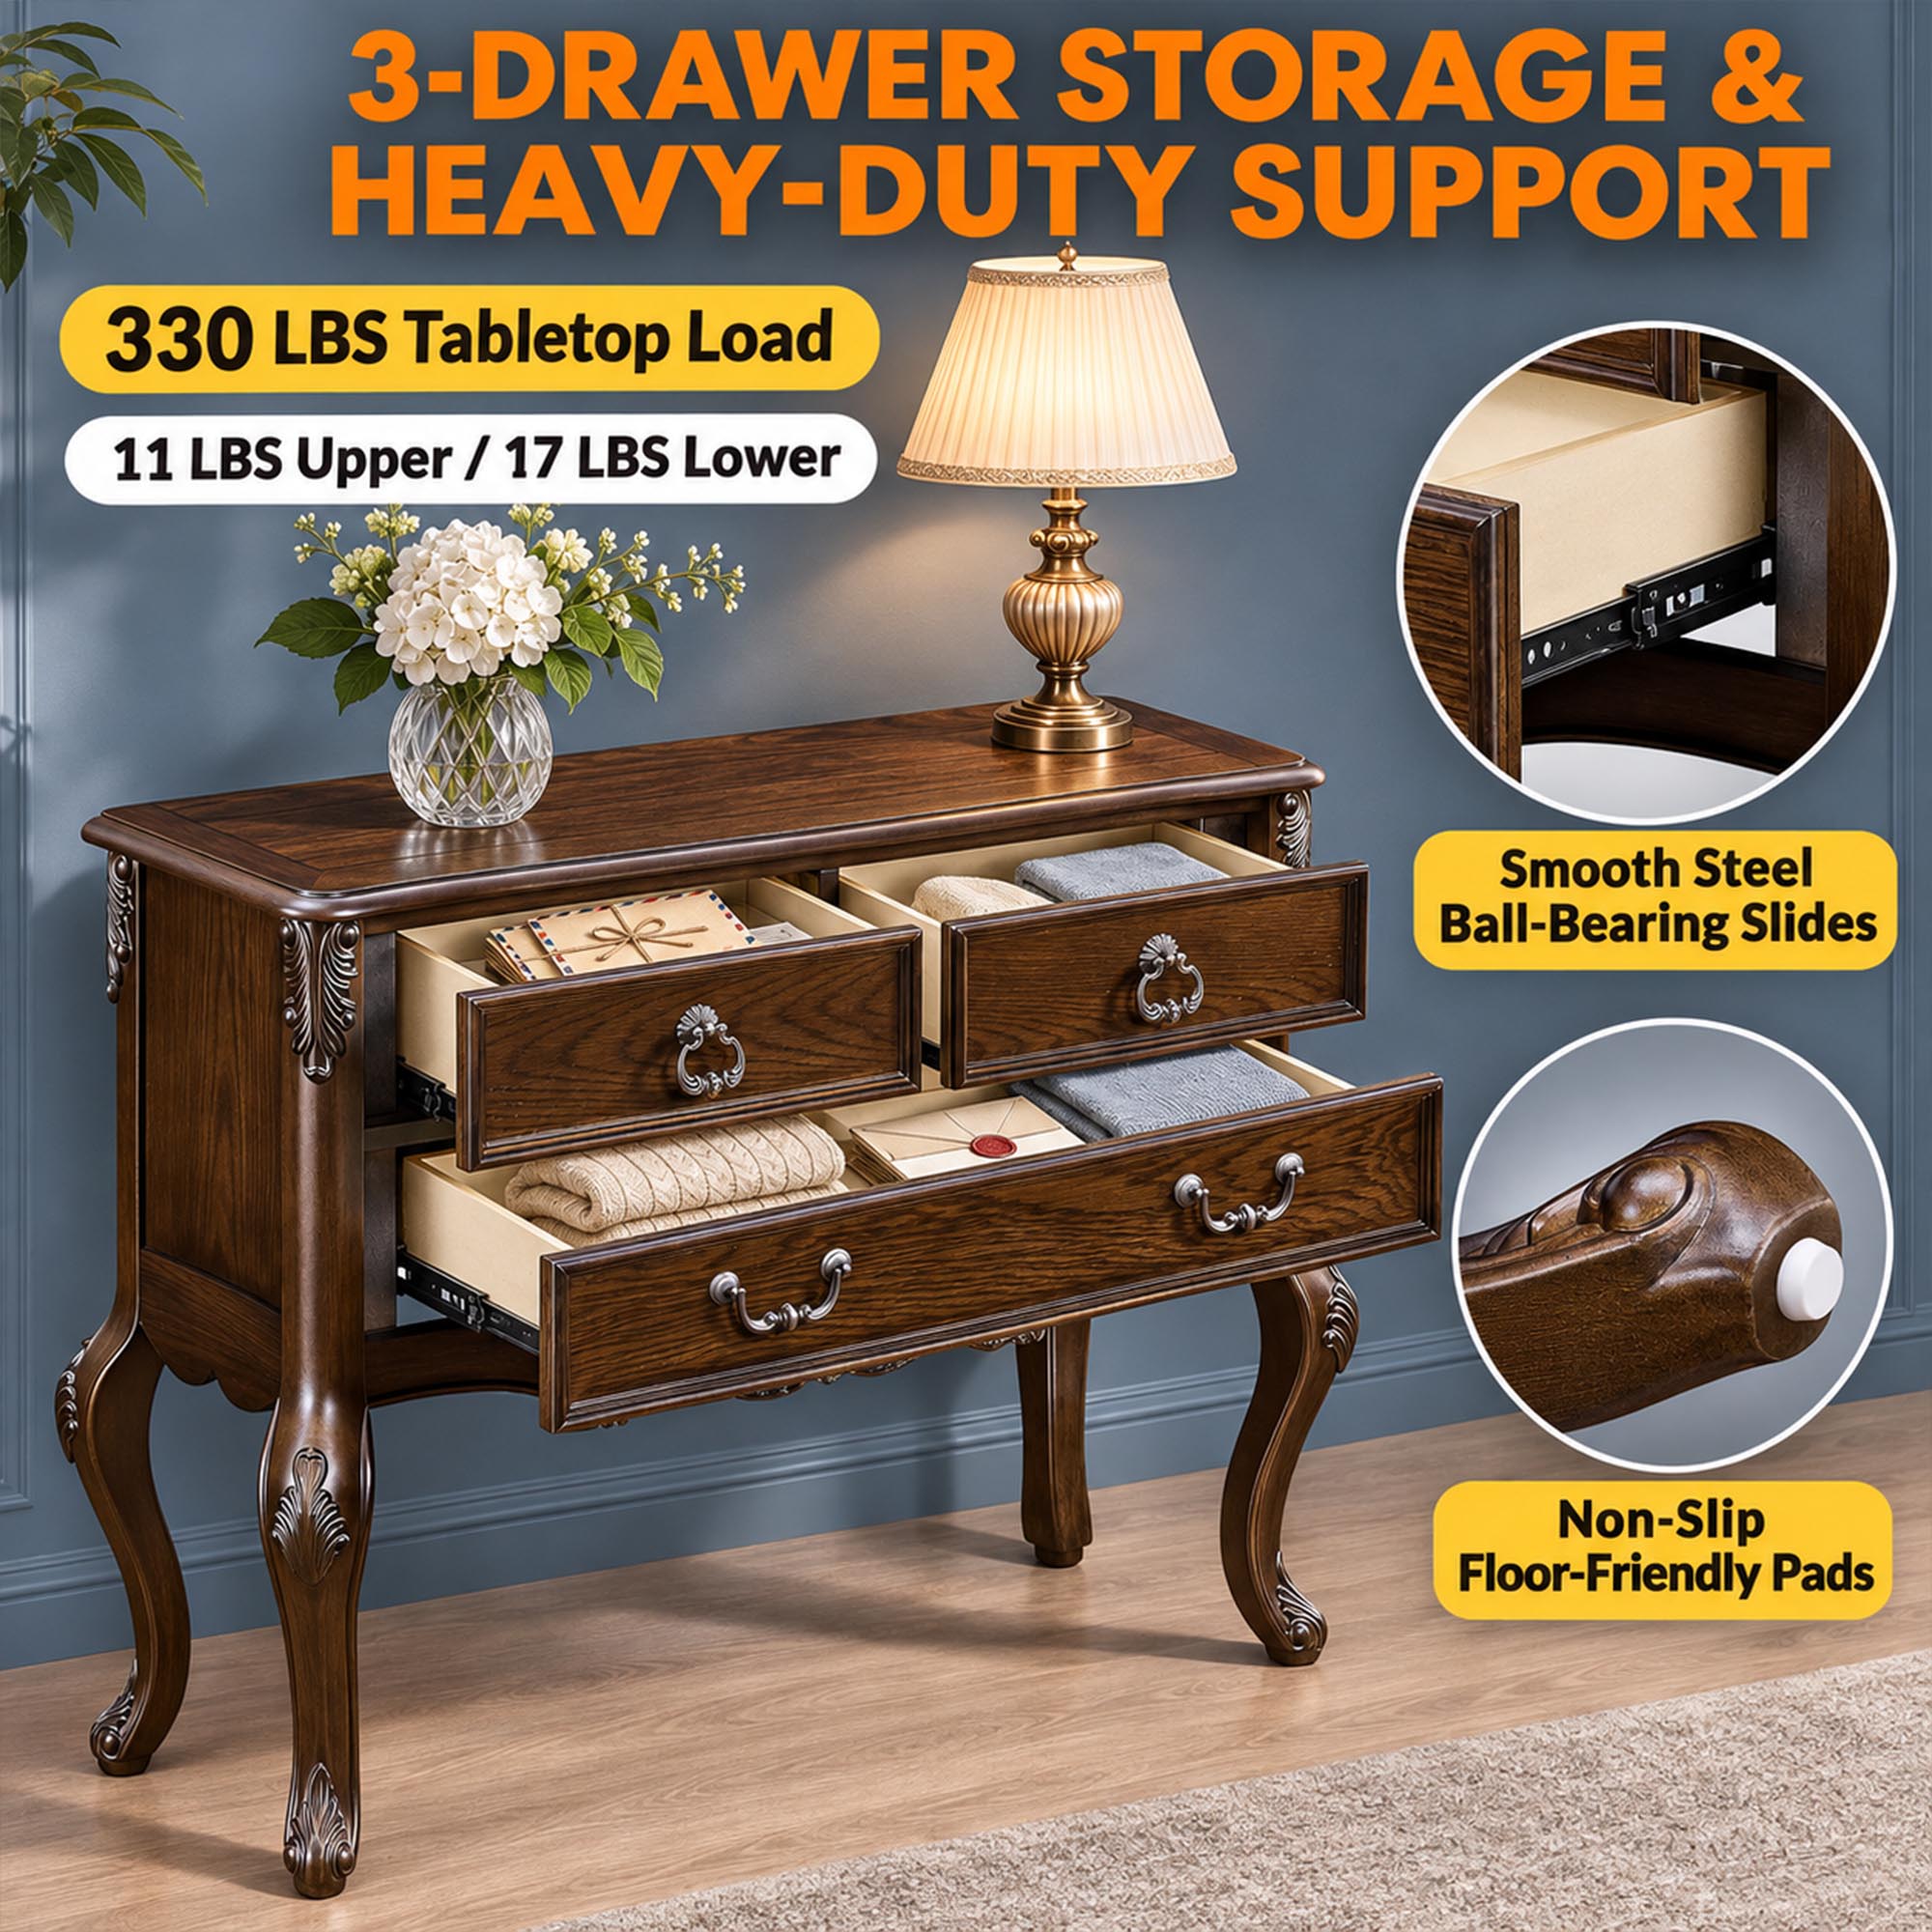 3-DRAWER STORAGE &
HEAVY-DUTY SUPPORT
330 LBS Tabletop Load
11 LBS Upper / 17 LBS Lower
Smooth Steel
Ball-Bearing Slides
Non-Slip
Floor-Friendly Pads